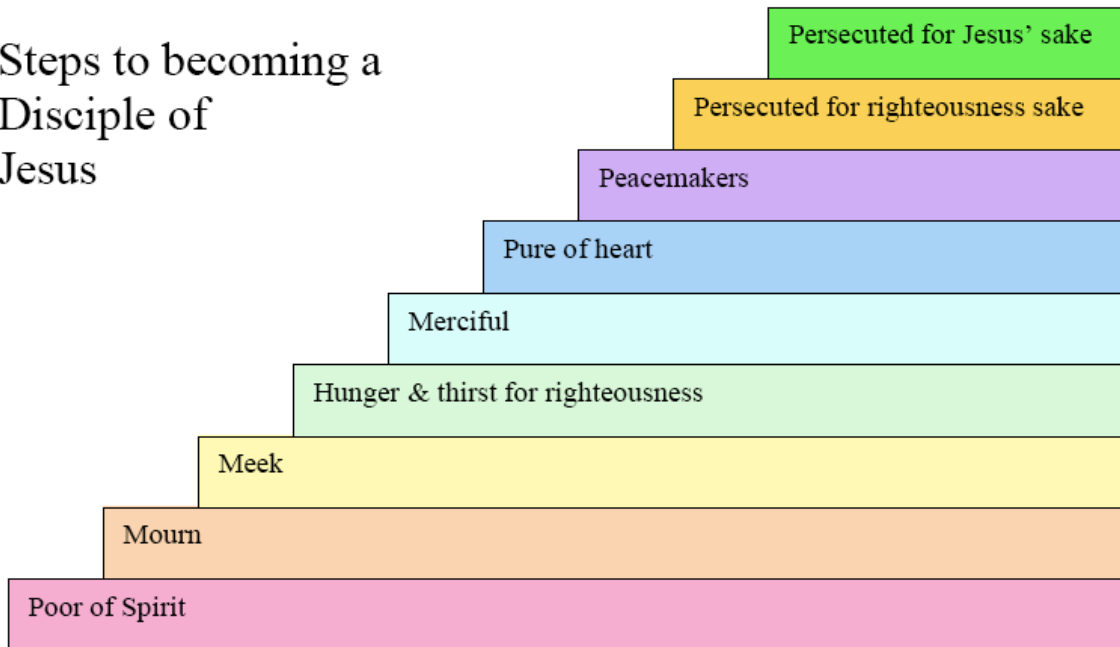 Steps to becoming a
Disciple of
Jesus
Persecuted for Jesus’ sake
Persecuted for righteousness sake
Peacemakers
Pure of heart
Merciful
Hunger & thirst for righteousness
Meek
Mourn
Poor of Spirit